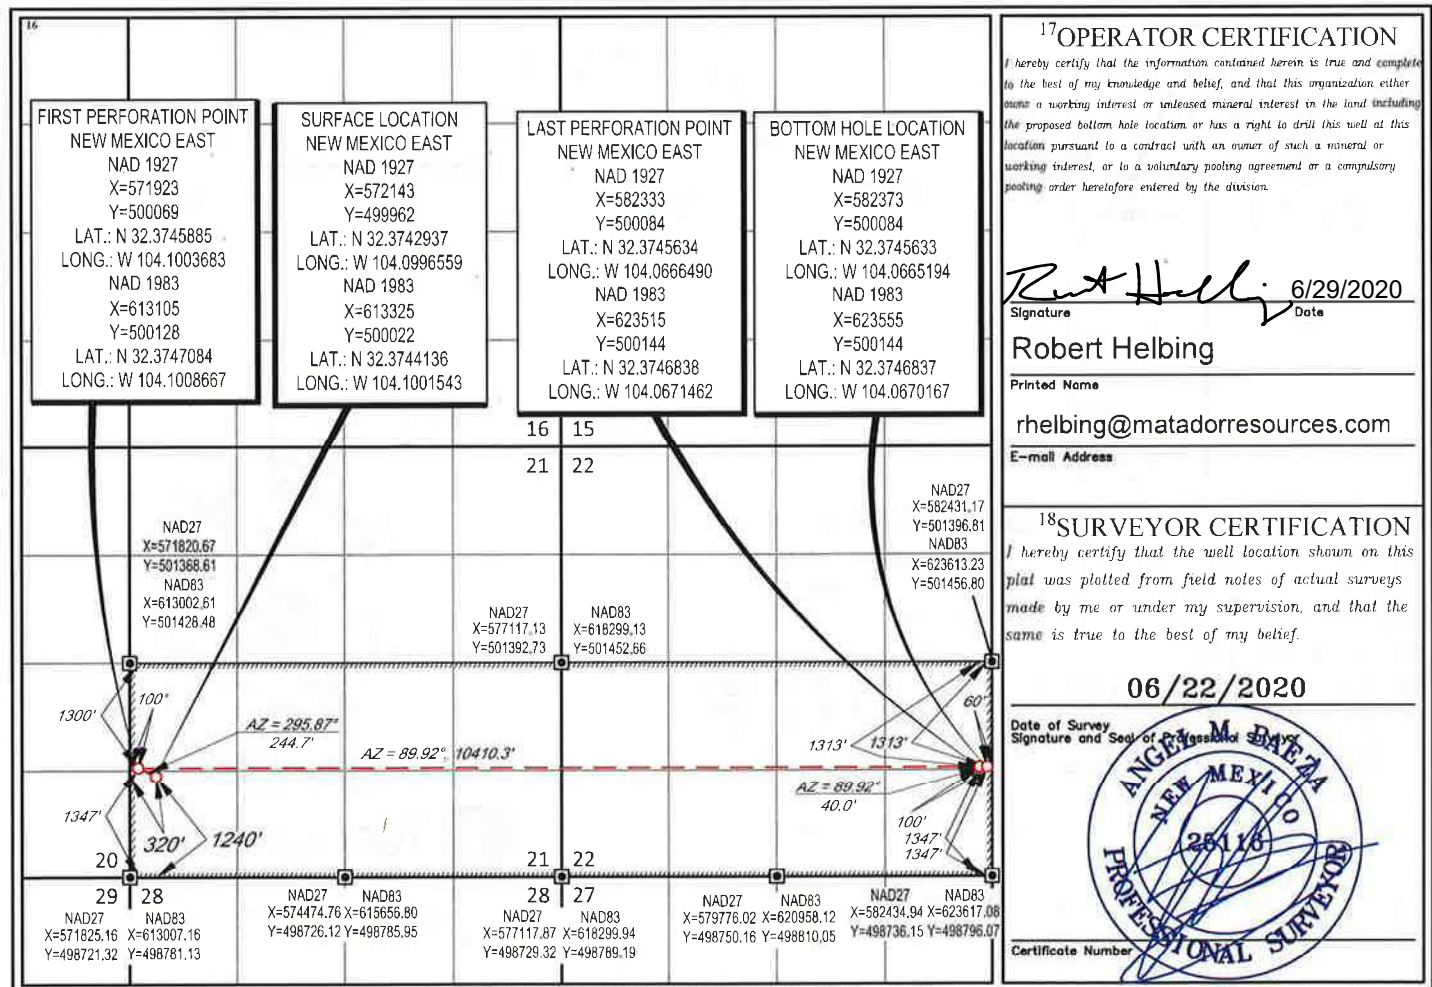 16
FIRST PERFORATION POINT
NEW MEXICO EAST
NAD 1927
X=571923
Y=500069
LAT.: N 32.3745885
LONG.: W 104.1003683
NAD 1983
X=613105
Y=500128
LAT.: N 32.3747084
LONG.: W 104.1008667
SURFACE LOCATION
NEW MEXICO EAST
NAD 1927
X=572143
Y=499962
LAT.: N 32.3742937
LONG.: W 104.0996559
NAD 1983
X=613325
Y=500022
LAT.: N 32.3744136
LONG.: W 104.1001543
LAST PERFORATION POINT
NEW MEXICO EAST
NAD 1927
X=582333
Y=500084
LAT.: N 32.3745634
LONG.: W 104.0666490
NAD 1983
X=623515
Y=500144
LAT.: N 32.3746838
LONG.: W 104.0671462
BOTTOM HOLE LOCATION
NEW MEXICO EAST
NAD 1927
X=582373
Y=500084
LAT.: N 32.3745633
LONG.: W 104.0665194
NAD 1983
X=623555
Y=500144
LAT.: N 32.3746837
LONG.: W 104.0670167
16 15
21 22
NAD27
X=571820.67
Y=501368.61
NAD83
X=613002.61
Y=501428.48
NAD27
X=577117.13
Y=501392.73
NAD83
X=618299.13
Y=501452.66
NAD27
X=582431.17
Y=501396.81
NAD83
X=623613.23
Y=501456.80
1300'
100'
AZ = 295.87°
244.7'
AZ = 89.92°, 10410.3'
1313'
1313'
60'
AZ = 89.92°
40.0'
1347'
320'
1240'
100'
1347'
1347'
20
29 28
21 22
28 27
NAD27
X=571825.16
Y=498721.32
NAD83
X=613007.16
Y=498781.13
NAD27
X=574474.76
Y=498726.12
NAD83
X=615656.80
Y=498785.95
NAD27
X=577117.87
Y=498729.32
NAD83
X=618299.94
Y=498789.19
NAD27
X=579776.02
Y=498750.16
NAD83
X=620958.12
Y=498810.05
NAD27
X=582434.94
Y=498736.15
NAD83
X=623617.08
Y=498796.07
17OPERATOR CERTIFICATION
I hereby certify that the information contained herein is true and complete
to the best of my knowledge and belief, and that this organization either
owns a working interest or unleased mineral interest in the land including
the proposed bottom hole location or has a right to drill this well at this
location pursuant to a contract with an owner of such a mineral or
working interest, or to a voluntary pooling agreement or a compulsory
pooling order heretofore entered by the division.
6/29/2020
Signature Date
Robert Helbing
Printed Name
rhelbing@matadorresources.com
E-mail Address
18SURVEYOR CERTIFICATION
I hereby certify that the well location shown on this
plat was plotted from field notes of actual surveys
made by me or under my supervision, and that the
same is true to the best of my belief.
06/22/2020
Date of Survey
Signature and Seal of Professional Surveyor
ANGEL M. BAEZA
NEW MEXICO
25116
PROFESSIONAL SURVEYOR
Certificate Number